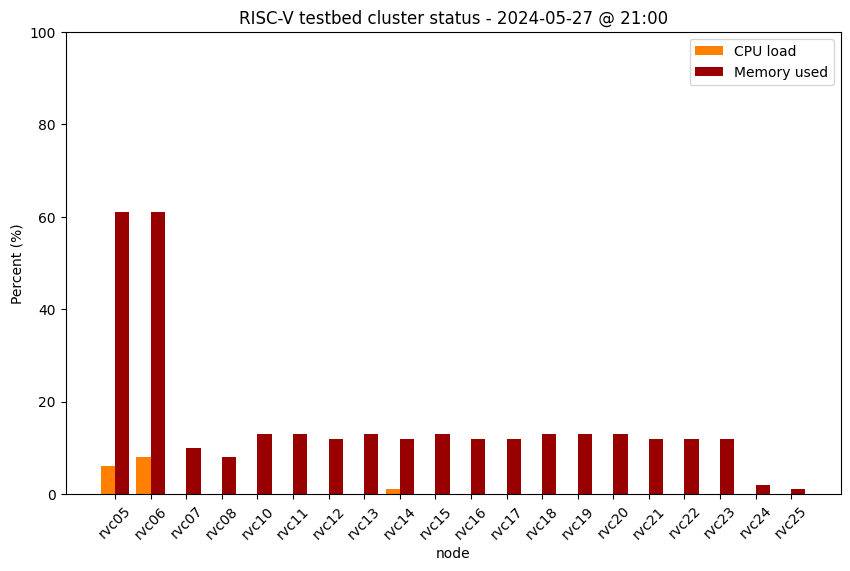 RISC-V testbed cluster status - 2024-05-27 @ 21:00
CPU load
Memory used
Percent (%)
100
80
60
40
20
0
rvc05
rvc06
rvc07
rvc08
rvc10
rvc11
rvc12
rvc13
rvc14
rvc15
rvc16
rvc17
rvc18
rvc19
rvc20
rvc21
rvc22
rvc23
rvc24
rvc25
node